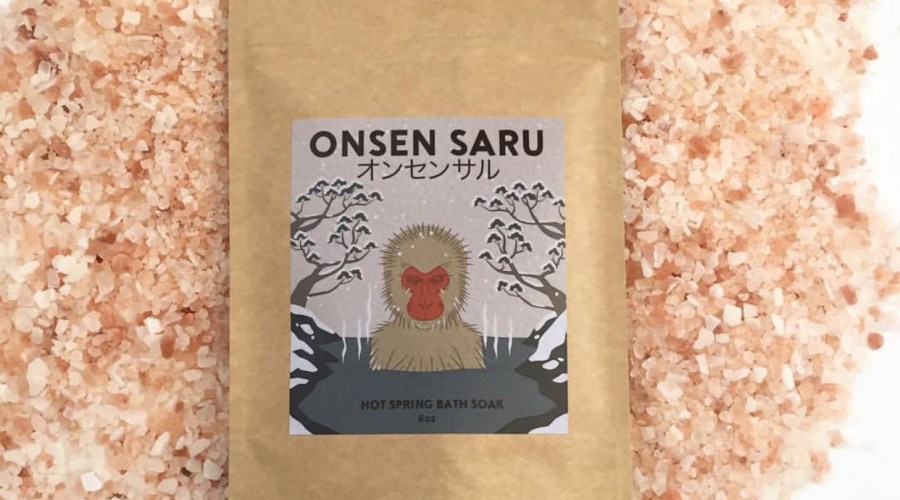 ONSEN SARU
オンセンサル
HOT SPRING BATH SOAK
8oz